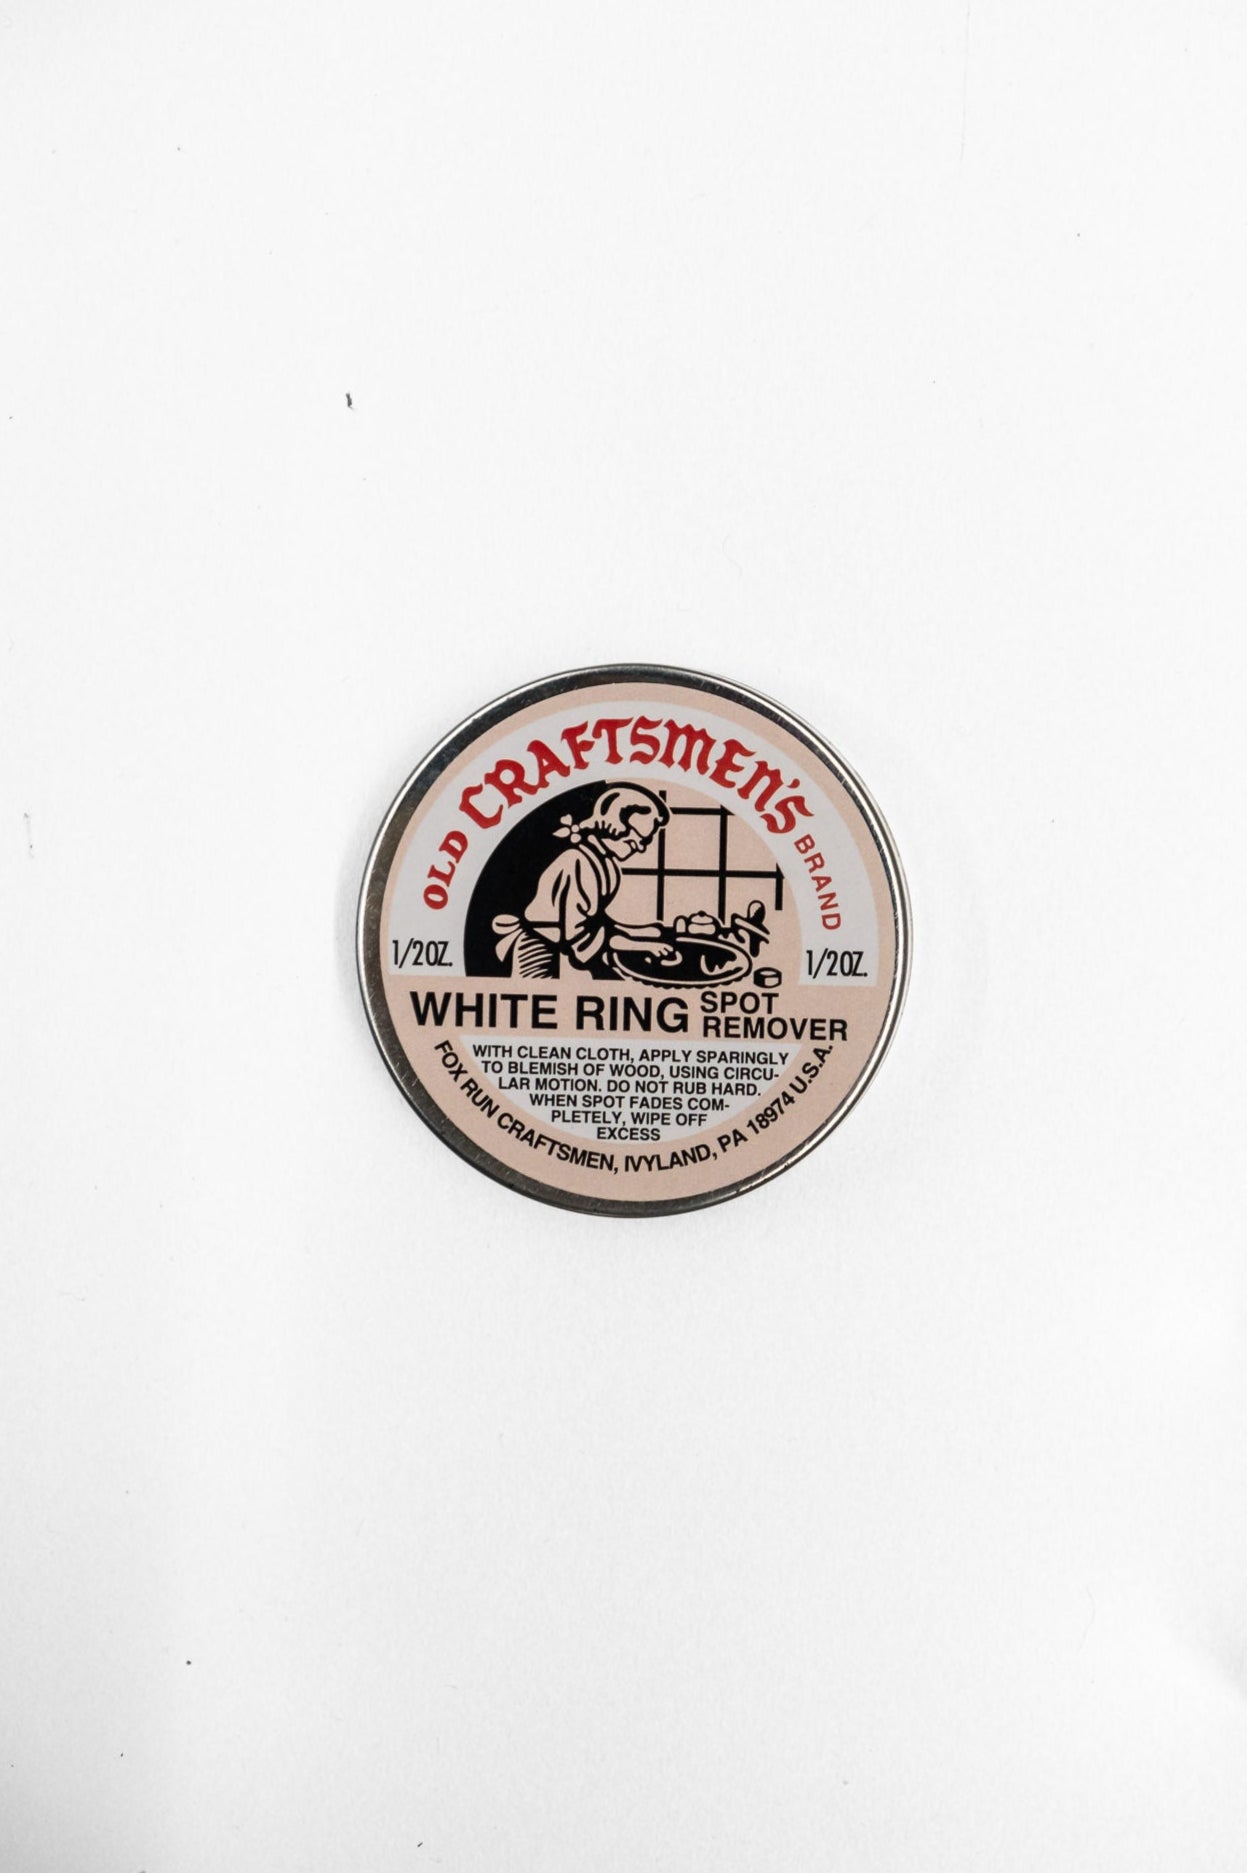 OLD CRAFTSMEN'S BRAND
1/2OZ.
1/2OZ.
WHITE RING SPOT
REMOVER
WITH CLEAN CLOTH, APPLY SPARINGLY
TO BLEMISH OF WOOD, USING CIRCU-
LAR MOTION. DO NOT RUB HARD.
WHEN SPOT FADES COM-
PLETELY, WIPE OFF
EXCESS
FOX RUN CRAFTSMEN, IVYLAND, PA 18974 U.S.A.